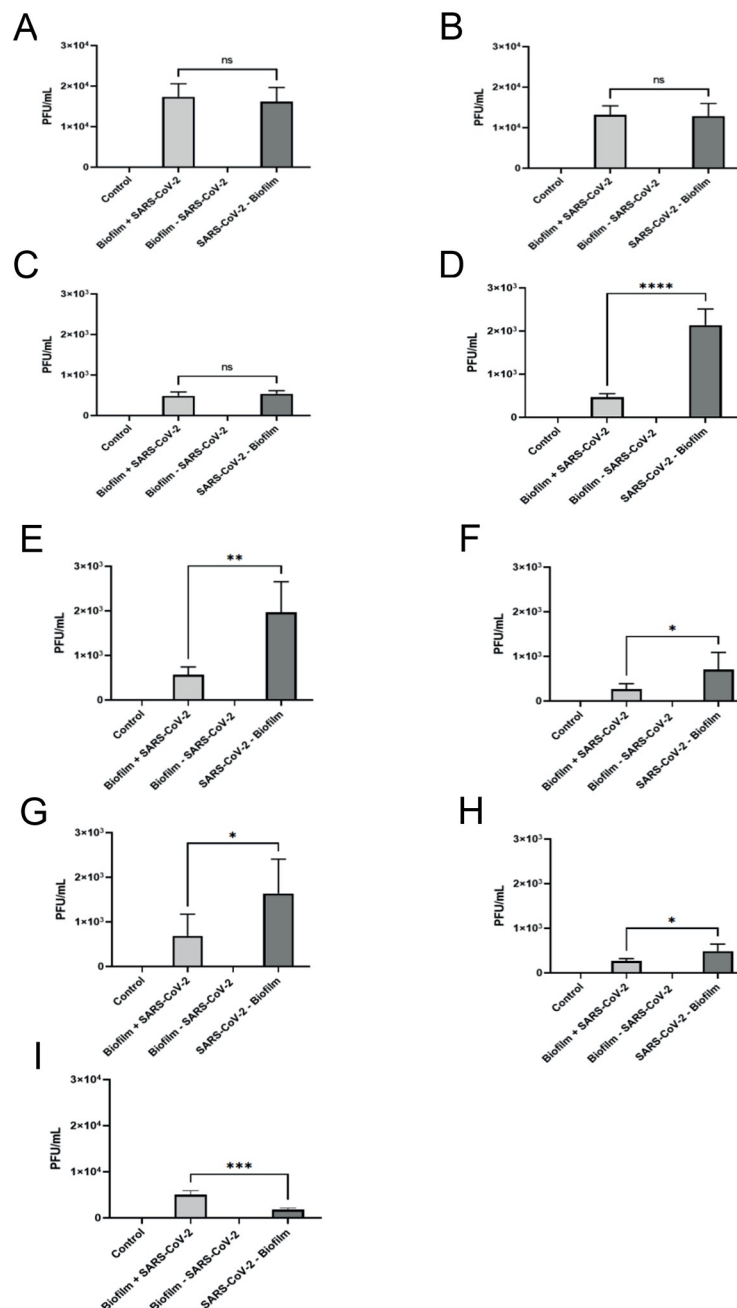 A
3×10⁴
2×10⁴
1×10⁴
0
PFU/mL
ns
Control
Biofilm + SARS-CoV-2
Biofilm - SARS-CoV-2
SARS-CoV-2 - Biofilm
B
3×10⁴
2×10⁴
1×10⁴
0
PFU/mL
ns
Control
Biofilm + SARS-CoV-2
Biofilm - SARS-CoV-2
SARS-CoV-2 - Biofilm
C
3×10³
2×10³
1×10³
0
PFU/mL
ns
Control
Biofilm + SARS-CoV-2
Biofilm - SARS-CoV-2
SARS-CoV-2 - Biofilm
D
3×10³
2×10³
1×10³
0
PFU/mL
****
Control
Biofilm + SARS-CoV-2
Biofilm - SARS-CoV-2
SARS-CoV-2 - Biofilm
E
3×10³
2×10³
1×10³
0
PFU/mL
**
Control
Biofilm + SARS-CoV-2
Biofilm - SARS-CoV-2
SARS-CoV-2 - Biofilm
F
3×10³
2×10³
1×10³
0
PFU/mL
*
Control
Biofilm + SARS-CoV-2
Biofilm - SARS-CoV-2
SARS-CoV-2 - Biofilm
G
3×10³
2×10³
1×10³
0
PFU/mL
*
Control
Biofilm + SARS-CoV-2
Biofilm - SARS-CoV-2
SARS-CoV-2 - Biofilm
H
3×10³
2×10³
1×10³
0
PFU/mL
*
Control
Biofilm + SARS-CoV-2
Biofilm - SARS-CoV-2
SARS-CoV-2 - Biofilm
I
3×10⁴
2×10⁴
1×10⁴
0
PFU/mL
***
Control
Biofilm + SARS-CoV-2
Biofilm - SARS-CoV-2
SARS-CoV-2 - Biofilm